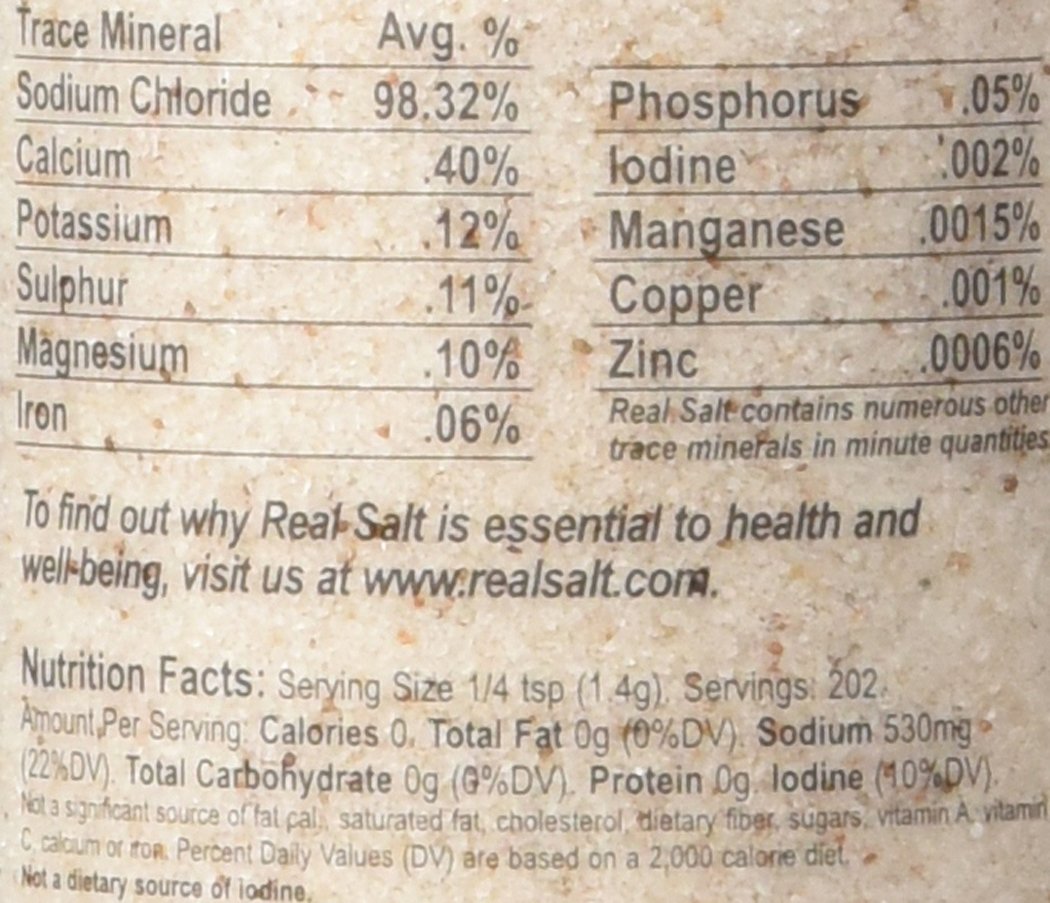 Trace Mineral Avg. %
Sodium Chloride 98.32%
Calcium .40%
Potassium .12%
Sulphur .11%
Magnesium .10%
Iron .06%
Phosphorus .05%
Iodine .002%
Manganese .0015%
Copper .001%
Zinc .0006%
Real Salt contains numerous other
trace minerals in minute quantities
To find out why Real Salt is essential to health and
well-being, visit us at www.realsalt.com.
Nutrition Facts: Serving Size 1/4 tsp (1.4g). Servings: 202.
Amount Per Serving: Calories 0. Total Fat 0g (0%DV). Sodium 530mg
(22%DV). Total Carbohydrate 0g (0%DV). Protein 0g. Iodine (10%DV).
Not a significant source of fat cal., saturated fat, cholesterol, dietary fiber, sugars, vitamin A, vitamin
C, calcium or iron. Percent Daily Values (DV) are based on a 2,000 calorie diet.
Not a dietary source of iodine.